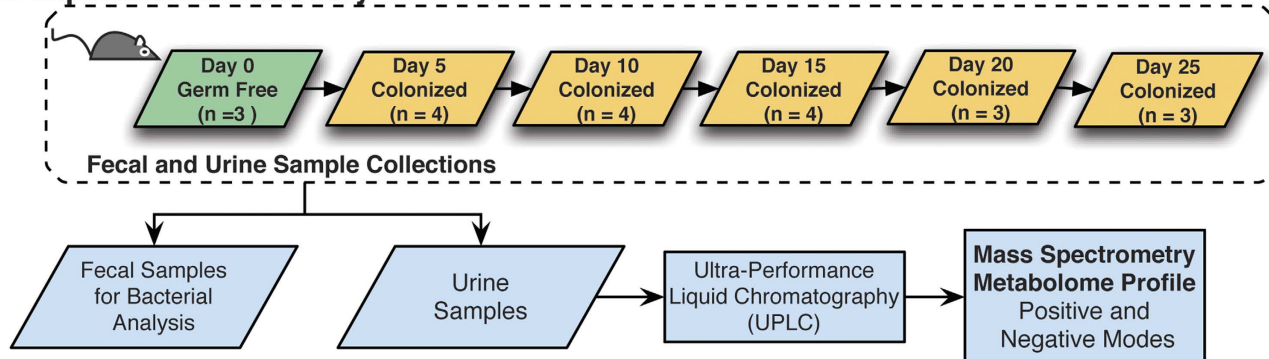 Day 0
Germ Free
(n =3 )
Day 5
Colonized
(n = 4)
Day 10
Colonized
(n = 4)
Day 15
Colonized
(n = 4)
Day 20
Colonized
(n = 3)
Day 25
Colonized
(n = 3)
Fecal and Urine Sample Collections
Fecal Samples
for Bacterial
Analysis
Urine
Samples
Ultra-Performance
Liquid Chromatography
(UPLC)
Mass Spectrometry
Metabolome Profile
Positive and
Negative Modes